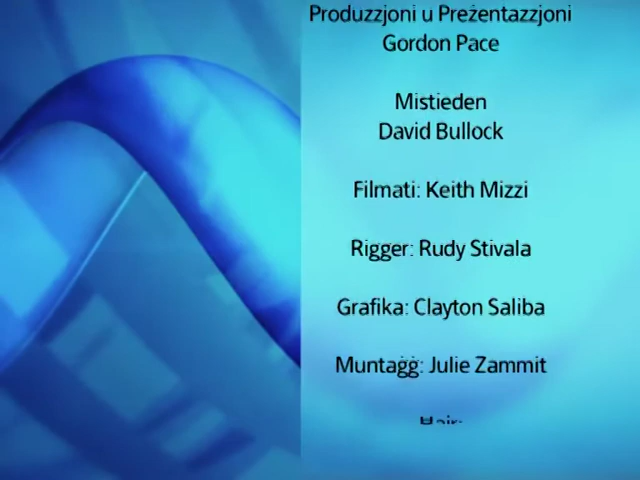 Produzzjoni u Preżentazzjoni
Gordon Pace
Mistieden
David Bullock
Filmati: Keith Mizzi
Rigger: Rudy Stivala
Grafika: Clayton Saliba
Muntaġġ: Julie Zammit
Hair: